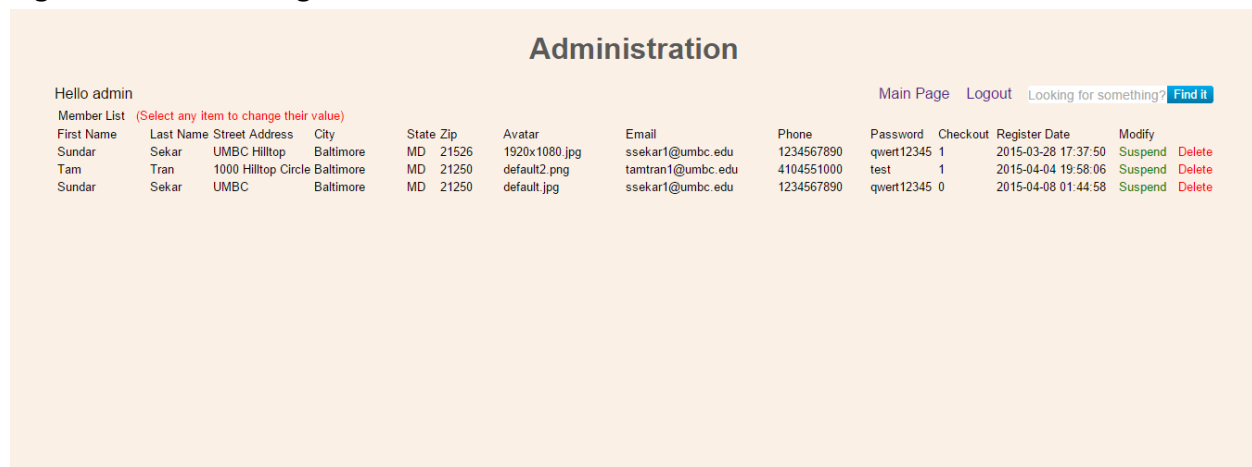 Administration
Hello admin Main Page Logout Looking for something? Find it
Member List (Select any item to change their value)
First Name Last Name Street Address City State Zip Avatar Email Phone Password Checkout Register Date Modify
Sundar Sekar UMBC Hilltop Baltimore MD 21526 1920x1080.jpg ssekar1@umbc.edu 1234567890 qwert12345 1 2015-03-28 17:37:50 Suspend Delete
Tam Tran 1000 Hilltop Circle Baltimore MD 21250 default2.png tamtran1@umbc.edu 4104551000 test 1 2015-04-04 19:58:06 Suspend Delete
Sundar Sekar UMBC Baltimore MD 21250 default.jpg ssekar1@umbc.edu 1234567890 qwert12345 0 2015-04-08 01:44:58 Suspend Delete